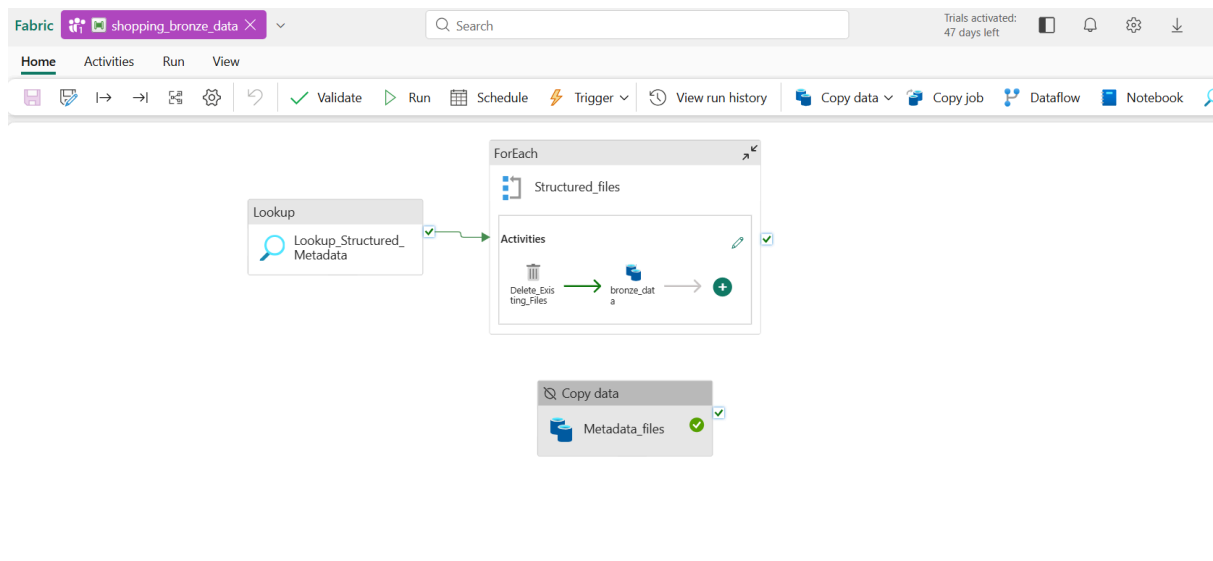 Fabric shopping_bronze_data Search Trials activated:
47 days left
Home Activities Run View
Validate Run Schedule Trigger View run history Copy data Copy job Dataflow Notebook
ForEach
Structured_files
Lookup
Lookup_Structured_
Metadata
Activities
Delete_Exis
ting_Files
bronze_dat
a
Copy data
Metadata_files